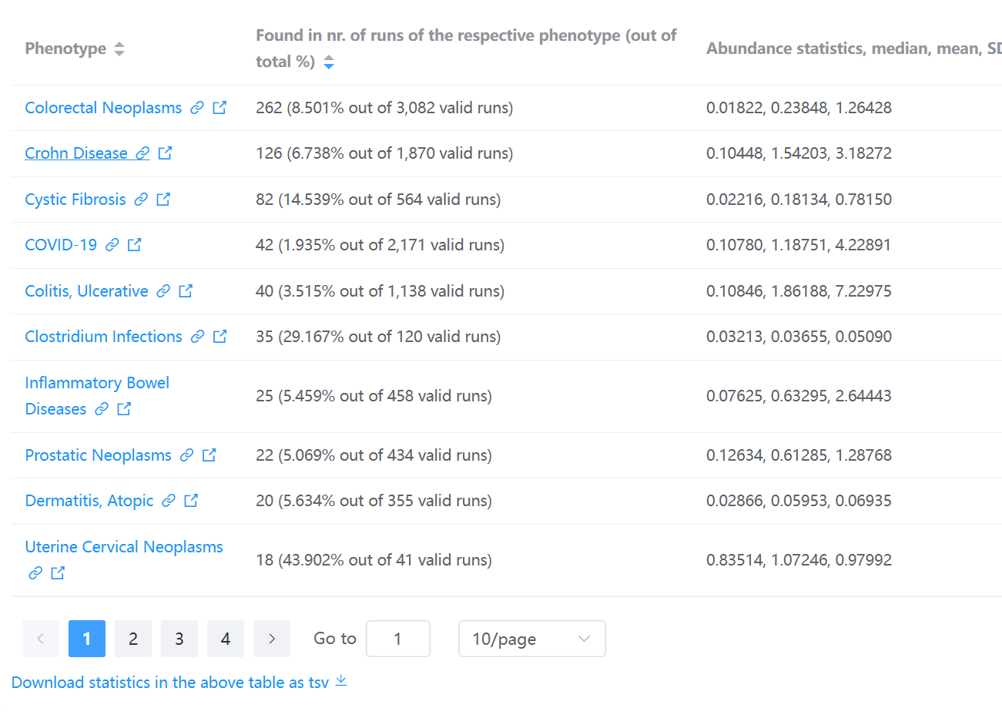 Phenotype
Found in nr. of runs of the respective phenotype (out of
total %)
Abundance statistics, median, mean, SD
Colorectal Neoplasms
262 (8.501% out of 3,082 valid runs)
0.01822, 0.23848, 1.26428
Crohn Disease
126 (6.738% out of 1,870 valid runs)
0.10448, 1.54203, 3.18272
Cystic Fibrosis
82 (14.539% out of 564 valid runs)
0.02216, 0.18134, 0.78150
COVID-19
42 (1.935% out of 2,171 valid runs)
0.10780, 1.18751, 4.22891
Colitis, Ulcerative
40 (3.515% out of 1,138 valid runs)
0.10846, 1.86188, 7.22975
Clostridium Infections
35 (29.167% out of 120 valid runs)
0.03213, 0.03655, 0.05090
Inflammatory Bowel
Diseases
25 (5.459% out of 458 valid runs)
0.07625, 0.63295, 2.64443
Prostatic Neoplasms
22 (5.069% out of 434 valid runs)
0.12634, 0.61285, 1.28768
Dermatitis, Atopic
20 (5.634% out of 355 valid runs)
0.02866, 0.05953, 0.06935
Uterine Cervical Neoplasms
18 (43.902% out of 41 valid runs)
0.83514, 1.07246, 0.97992
1 2 3 4 Go to 1 10/page
Download statistics in the above table as tsv